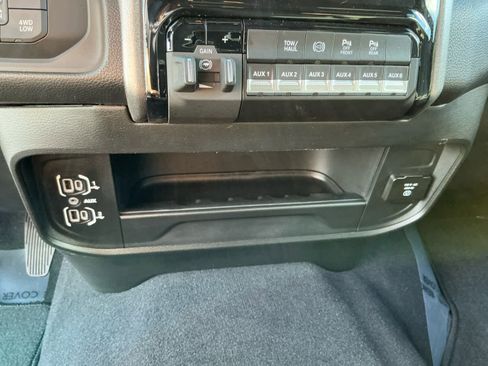 4WD
LOW
GAIN
TOW/
HAUL
OFF
FRONT
OFF
REAR
AUX 1
AUX 2
AUX 3
AUX 4
AUX 5
AUX 6
AUX
COVER